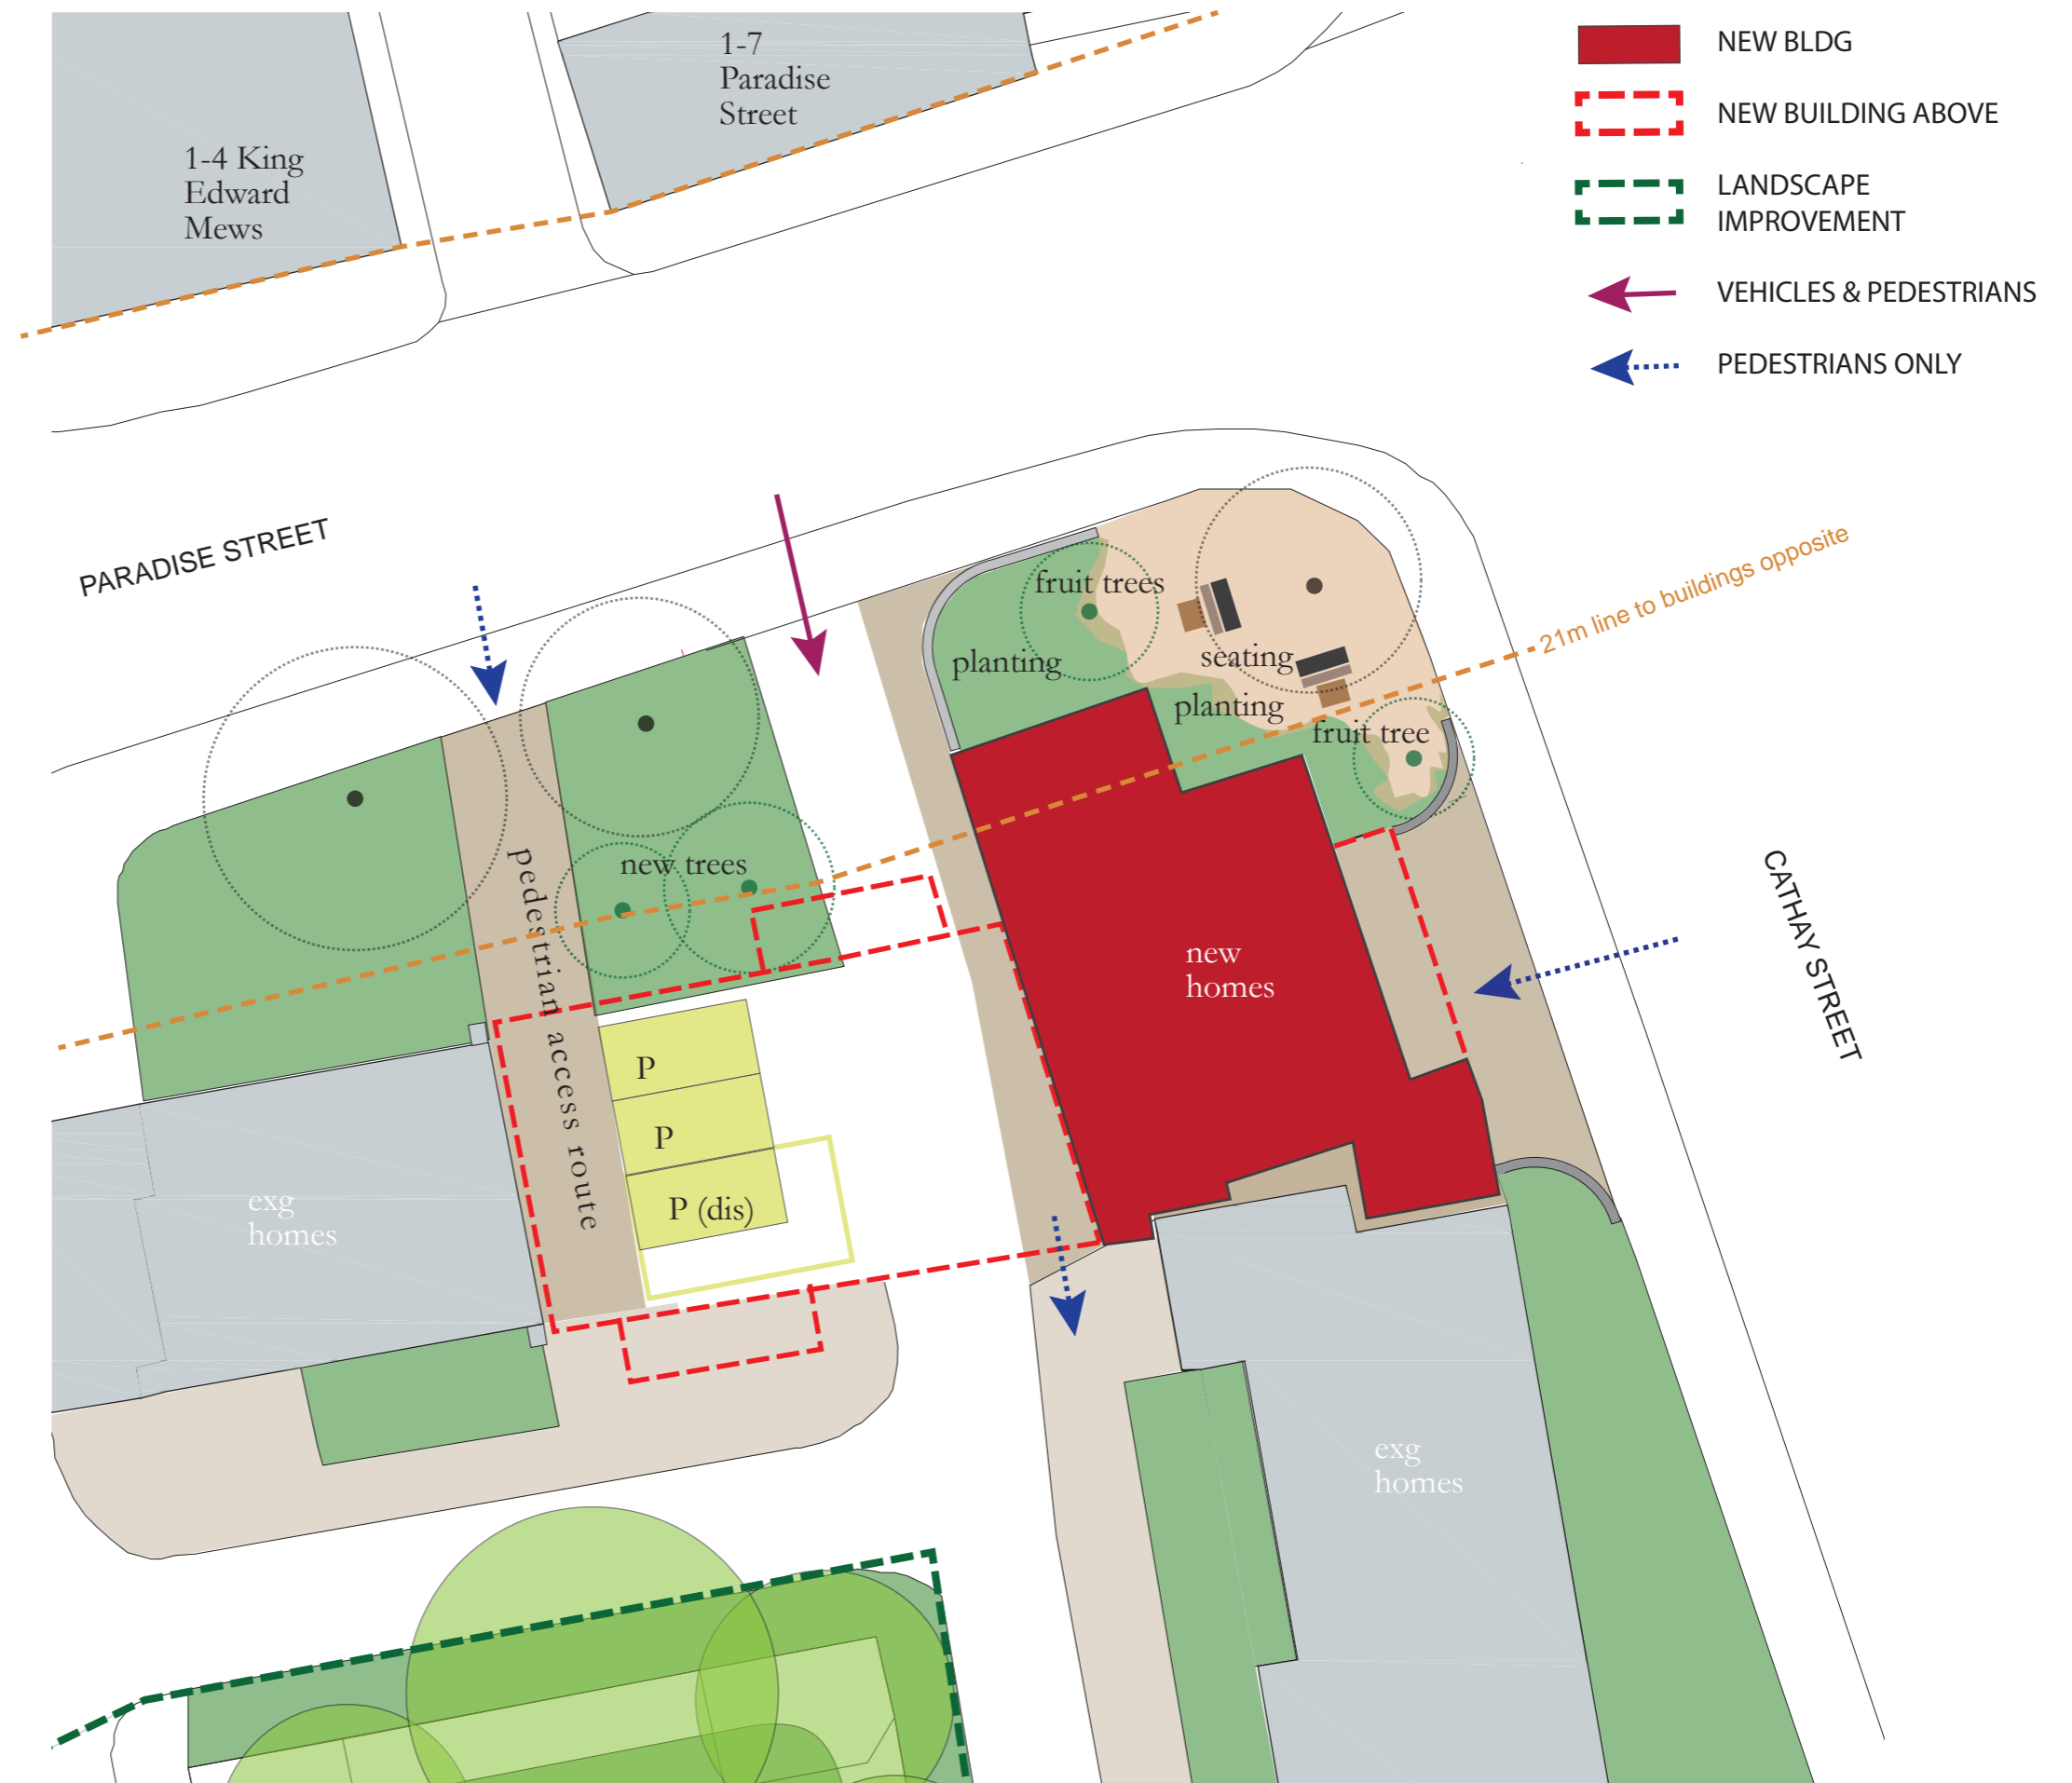 1-7
Paradise
Street
1-4 King
Edward
Mews
NEW BLDG
NEW BUILDING ABOVE
LANDSCAPE
IMPROVEMENT
VEHICLES & PEDESTRIANS
PEDESTRIANS ONLY
PARADISE STREET
21m line to buildings opposite
fruit trees
planting
seating
planting
fruit tree
new trees
pedestrian access route
new
homes
CATHAY STREET
P
P
P (dis)
exg
homes
exg
homes